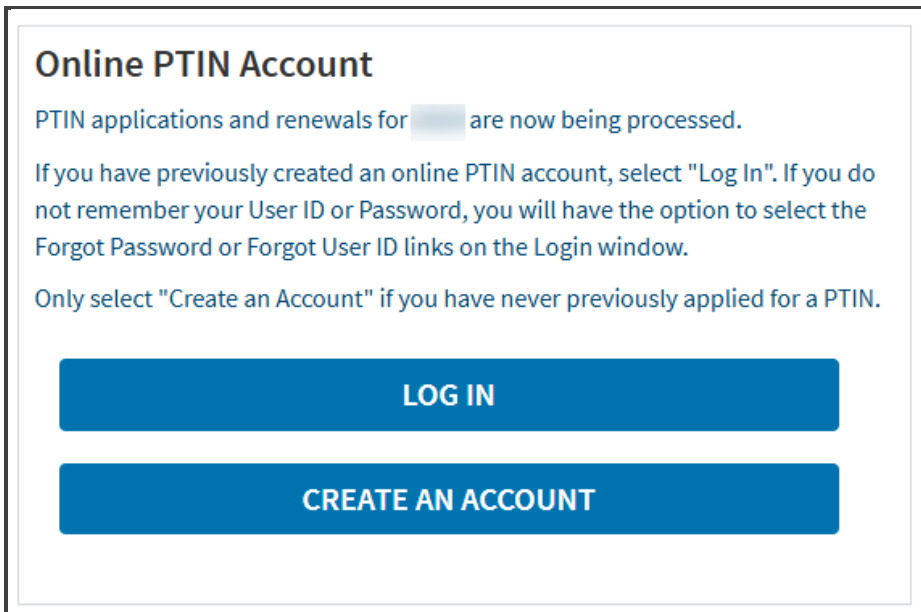 Online PTIN Account
PTIN applications and renewals for are now being processed.
If you have previously created an online PTIN account, select "Log In". If you do
not remember your User ID or Password, you will have the option to select the
Forgot Password or Forgot User ID links on the Login window.
Only select "Create an Account" if you have never previously applied for a PTIN.
LOG IN
CREATE AN ACCOUNT